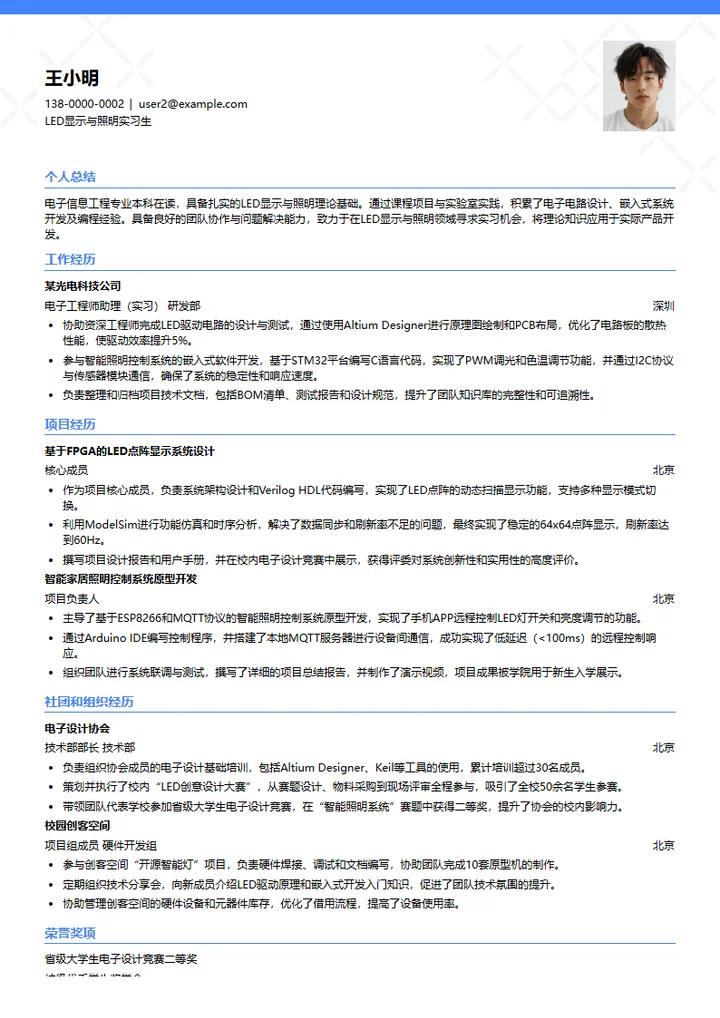 王小明
138-0000-0002 | user2@example.com
LED显示与照明实习生
个人总结
电子信息工程专业本科在读，具备扎实的LED显示与照明理论基础。通过课程项目与实验室实践，积累了电子电路设计、嵌入式系统
开发及编程经验。具备良好的团队协作与问题解决能力，致力于在LED显示与照明领域寻求实习机会，将理论知识应用于实际产品开
发。
工作经历
某光电科技公司
电子工程师助理（实习） 研发部 深圳
• 协助资深工程师完成LED驱动电路的设计与测试，通过使用Altium Designer进行原理图绘制和PCB布局，优化了电路板的散热
性能，使驱动效率提升5%。
• 参与智能照明控制系统的嵌入式软件开发，基于STM32平台编写C语言代码，实现了PWM调光和色温调节功能，并通过I2C协议
与传感器模块通信，确保了系统的稳定性和响应速度。
• 负责整理和归档项目技术文档，包括BOM清单、测试报告和设计规范，提升了团队知识库的完整性和可追溯性。
项目经历
基于FPGA的LED点阵显示系统设计
核心成员 北京
• 作为项目核心成员，负责系统架构设计和Verilog HDL代码编写，实现了LED点阵的动态扫描显示功能，支持多种显示模式切
换。
• 利用ModelSim进行功能仿真和时序分析，解决了数据同步和刷新率不足的问题，最终实现了稳定的64x64点阵显示，刷新率达
到60Hz。
• 撰写项目设计报告和用户手册，并在校内电子设计竞赛中展示，获得评委对系统创新性和实用性的高度评价。
智能家居照明控制系统原型开发
项目负责人 北京
• 主导了基于ESP8266和MQTT协议的智能照明控制系统原型开发，实现了手机APP远程控制LED灯开关和亮度调节的功能。
• 通过Arduino IDE编写控制程序，并搭建了本地MQTT服务器进行设备间通信，成功实现了低延迟（<100ms）的远程控制响
应。
• 组织团队进行系统联调与测试，撰写了详细的项目总结报告，并制作了演示视频，项目成果被学院用于新生入学展示。
社团和组织经历
电子设计协会
技术部部长 技术部 北京
• 负责组织协会成员的电子设计基础培训，包括Altium Designer、Keil等工具的使用，累计培训超过30名成员。
• 策划并执行了校内“LED创意设计大赛”，从赛题设计、物料采购到现场评审全程参与，吸引了全校50余名学生参赛。
• 带领团队代表学校参加省级大学生电子设计竞赛，在“智能照明系统”赛题中获得二等奖，提升了协会的校内影响力。
校园创客空间
项目组成员 硬件开发组 北京
• 参与创客空间“开源智能灯”项目，负责硬件焊接、调试和文档编写，协助团队完成10套原型机的制作。
• 定期组织技术分享会，向新成员介绍LED驱动原理和嵌入式开发入门知识，促进了团队技术氛围的提升。
• 协助管理创客空间的硬件设备和元器件库存，优化了借用流程，提高了设备使用率。
荣誉奖项
省级大学生电子设计竞赛二等奖